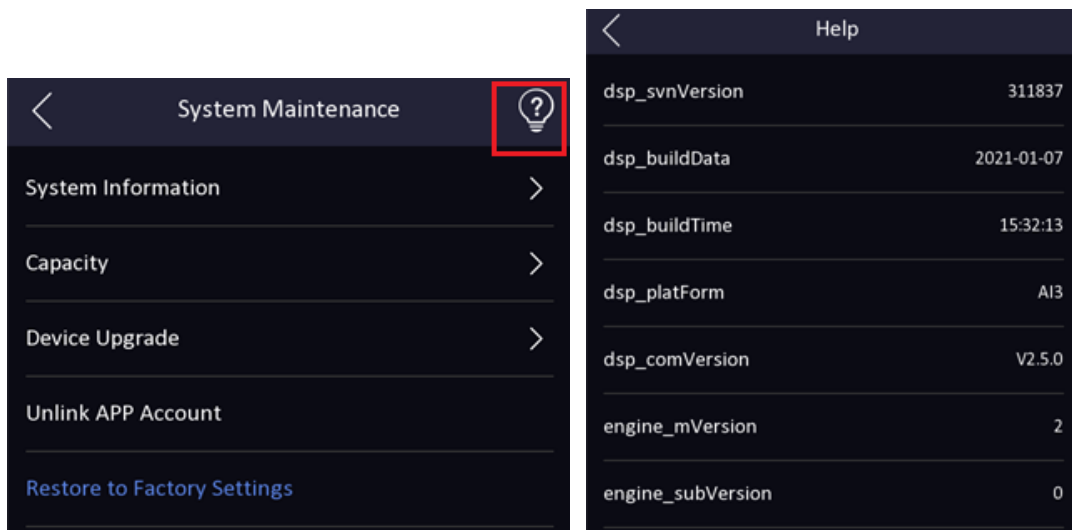 System Maintenance
System Information
Capacity
Device Upgrade
Unlink APP Account
Restore to Factory Settings
Help
dsp_svnVersion 311837
dsp_buildData 2021-01-07
dsp_buildTime 15:32:13
dsp_platForm AI3
dsp_comVersion V2.5.0
engine_mVersion 2
engine_subVersion 0